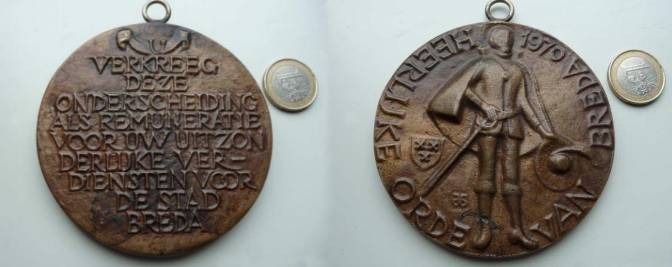 U
VERKREEG
DEZE
ONDERSCHEIDING
ALS REMUNERATIE
VOOR UW UITZON
DERLIJKE VER-
DIENSTEN VOOR
DE STAD
BREDA
HEERLIJKE ORDE VAN BREDA
1970